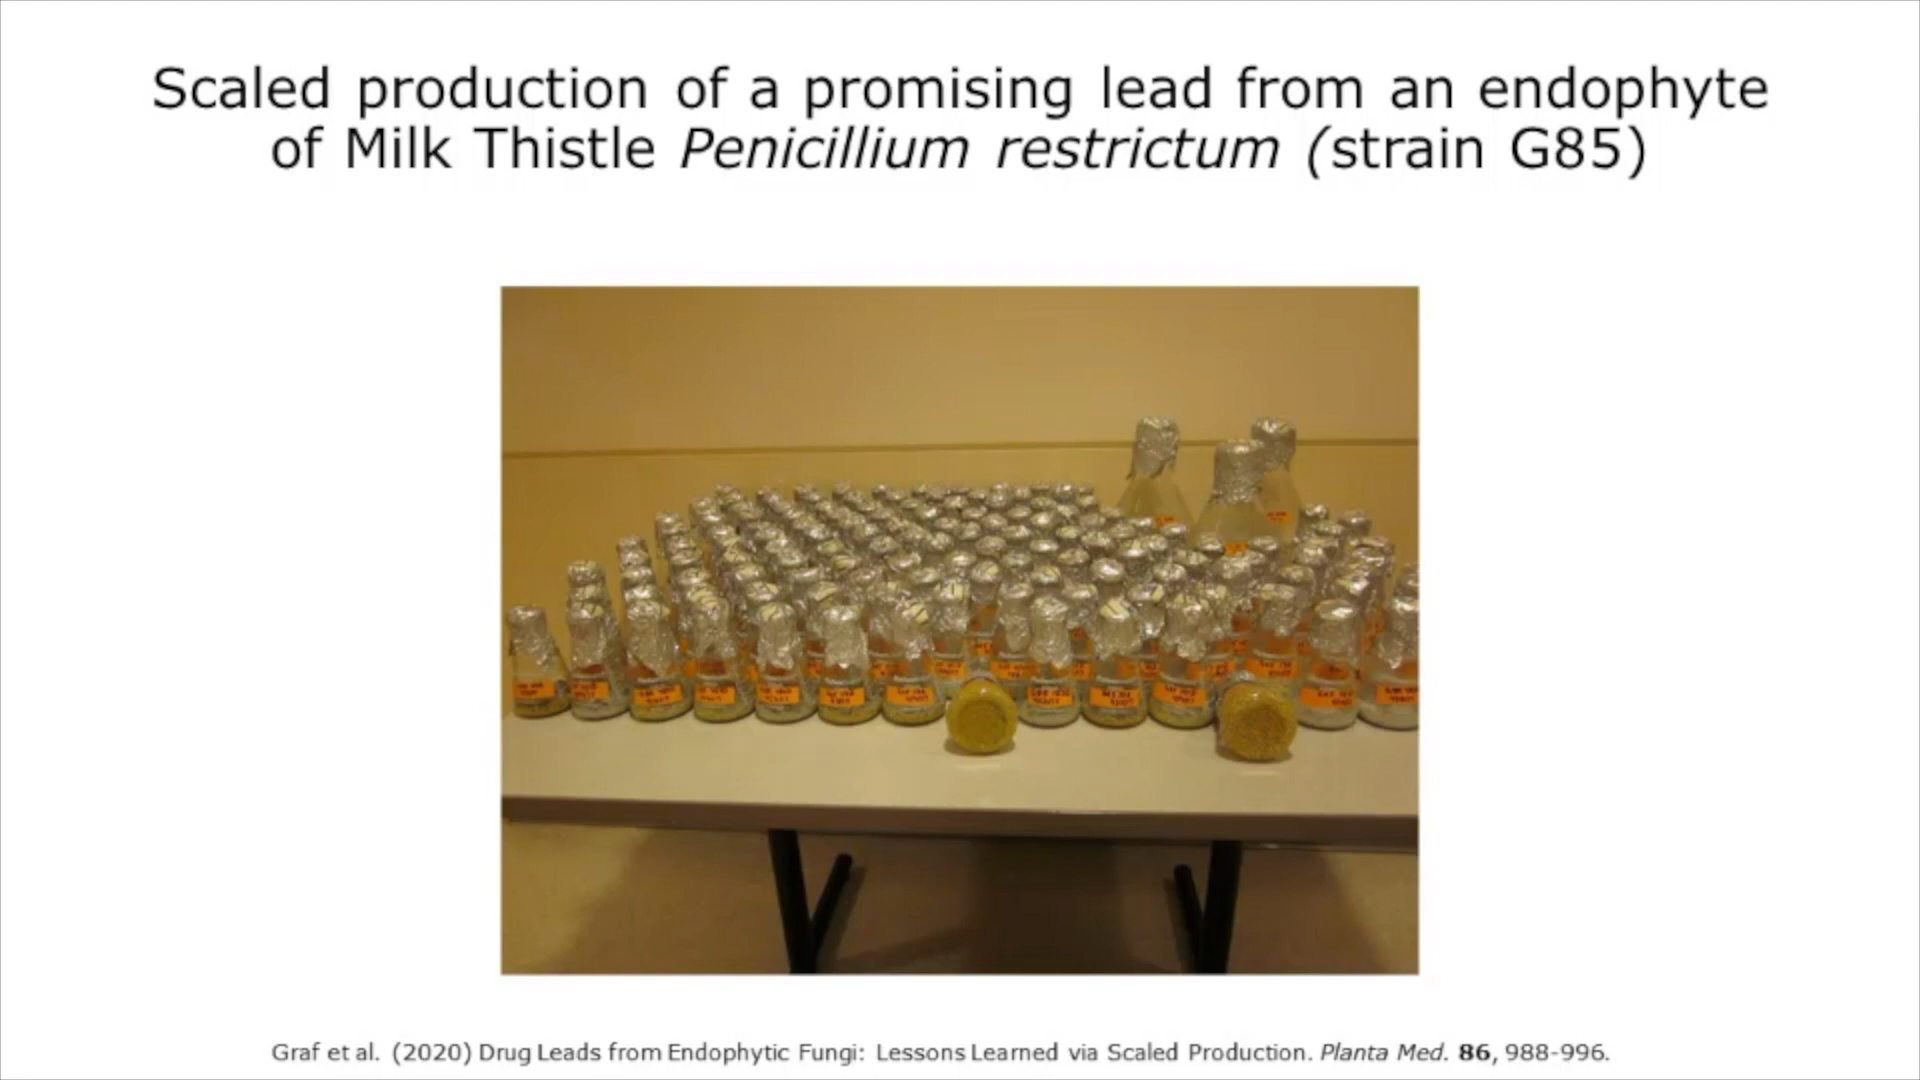 Scaled production of a promising lead from an endophyte
of Milk Thistle Penicillium restrictum (strain G85)
Graf et al. (2020) Drug Leads from Endophytic Fungi: Lessons Learned via Scaled Production. Planta Med. 86, 988-996.